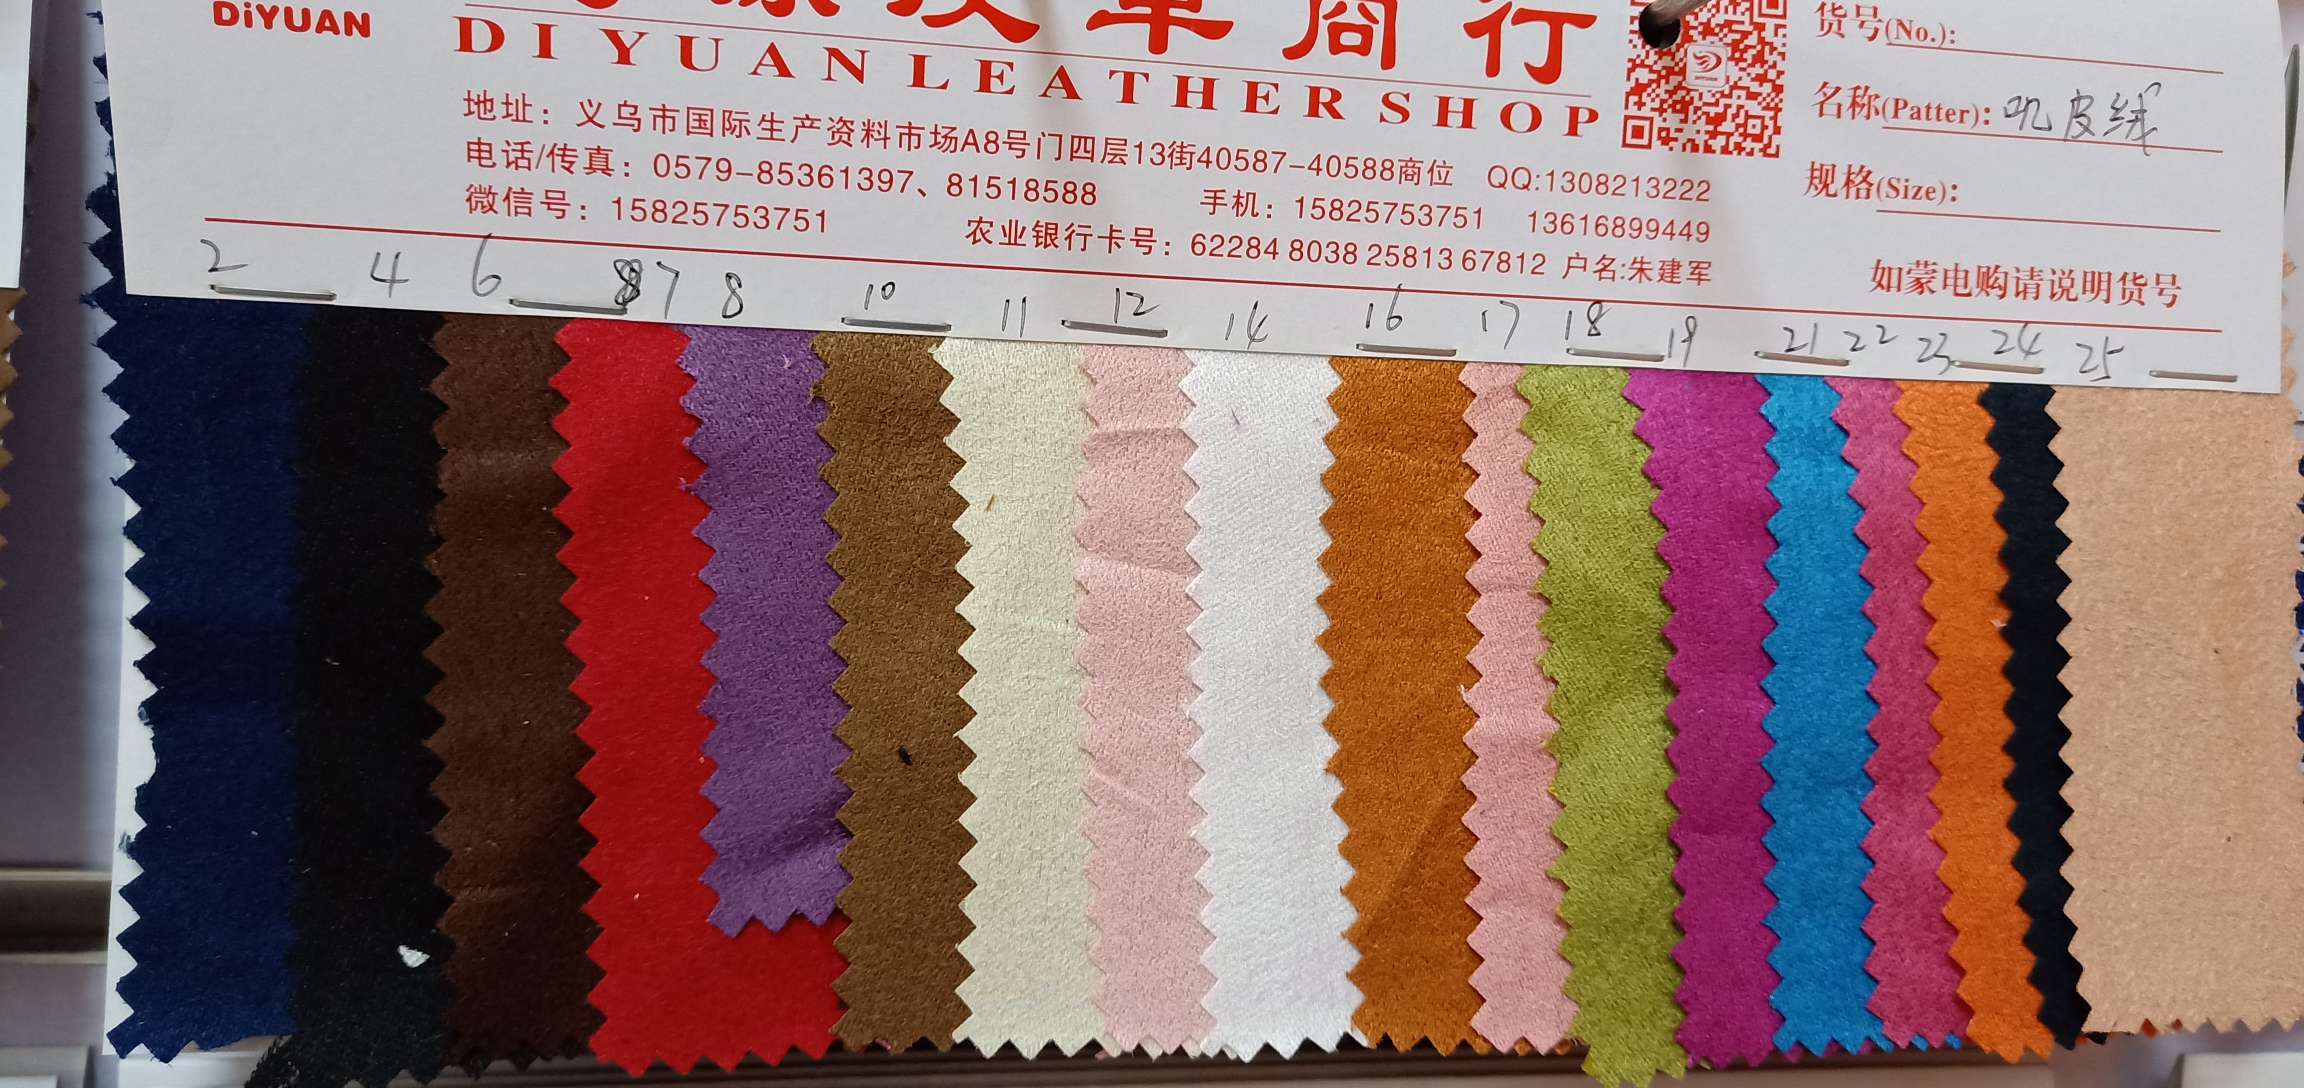 DiYUAN
革商行
DIYUAN LEATHER SHOP
地址：义乌市国际生产资料市场A8号门四层13街40587-40588商位 QQ:1308213222
电话/传真：0579-85361397、81518588 手机：15825753751 13616899449
微信号：15825753751 农业银行卡号：62284 8038 25813 67812 户名:朱建军
货号(No.):
名称(Patter): 皮绒
规格(Size):
如蒙电购请说明货号
2 4 6 7 8 10 11 12 14 16 17 18 19 21 22 23 24 25